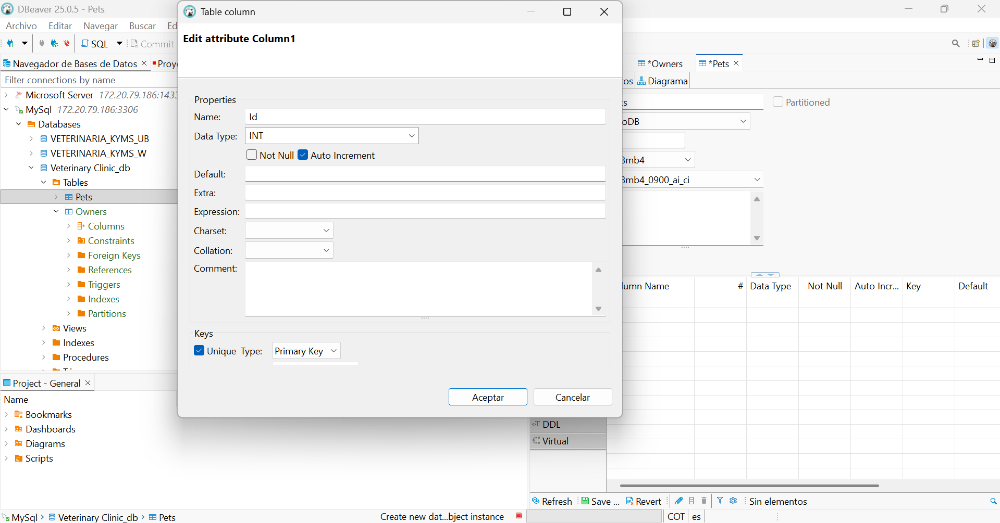 DBeaver 25.0.5 - Pets
Archivo Editar Navegar Buscar Ed
SQL Commit
Navegador de Bases de Datos Proy
Filter connections by name
Microsoft Server 172.20.79.186:1433
MySql 172.20.79.186:3306
Databases
VETERINARIA_KYMS_UB
VETERINARIA_KYMS_W
Veterinary Clinic_db
Tables
Pets
Owners
Columns
Constraints
Foreign Keys
References
Triggers
Indexes
Partitions
Views
Indexes
Procedures
Project - General
Name
Bookmarks
Dashboards
Diagrams
Scripts
Table column
Edit attribute Column1
Properties
Name: Id
Data Type: INT
Not Null Auto Increment
Default:
Extra:
Expression:
Charset:
Collation:
Comment:
Keys
Unique Type: Primary Key
Aceptar Cancelar
*Owners *Pets
os Diagrama
s Partitioned
oDB
3mb4
3mb4_0900_ai_ci
lumn Name # Data Type Not Null Auto Incr... Key Default
DDL
Virtual
Refresh Save ... Revert Sin elementos
MySql Veterinary Clinic_db Pets
Create new dat...bject instance COT es